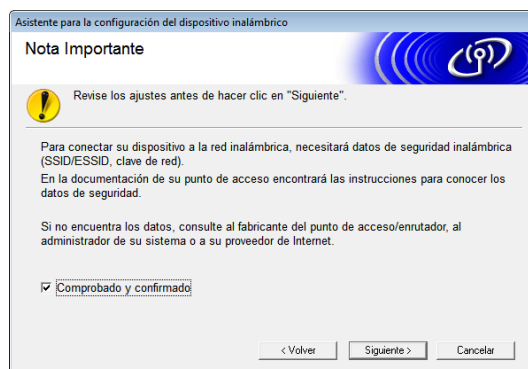 Asistente para la configuración del dispositivo inalámbrico
Nota Importante
Revise los ajustes antes de hacer clic en "Siguiente".
Para conectar su dispositivo a la red inalámbrica, necesitará datos de seguridad inalámbrica
(SSID/ESSID, clave de red).
En la documentación de su punto de acceso encontrará las instrucciones para conocer los
datos de seguridad.
Si no encuentra los datos, consulte al fabricante del punto de acceso/enrutador, al
administrador de su sistema o a su proveedor de Internet.
Comprobado y confirmado
< Volver
Siguiente >
Cancelar